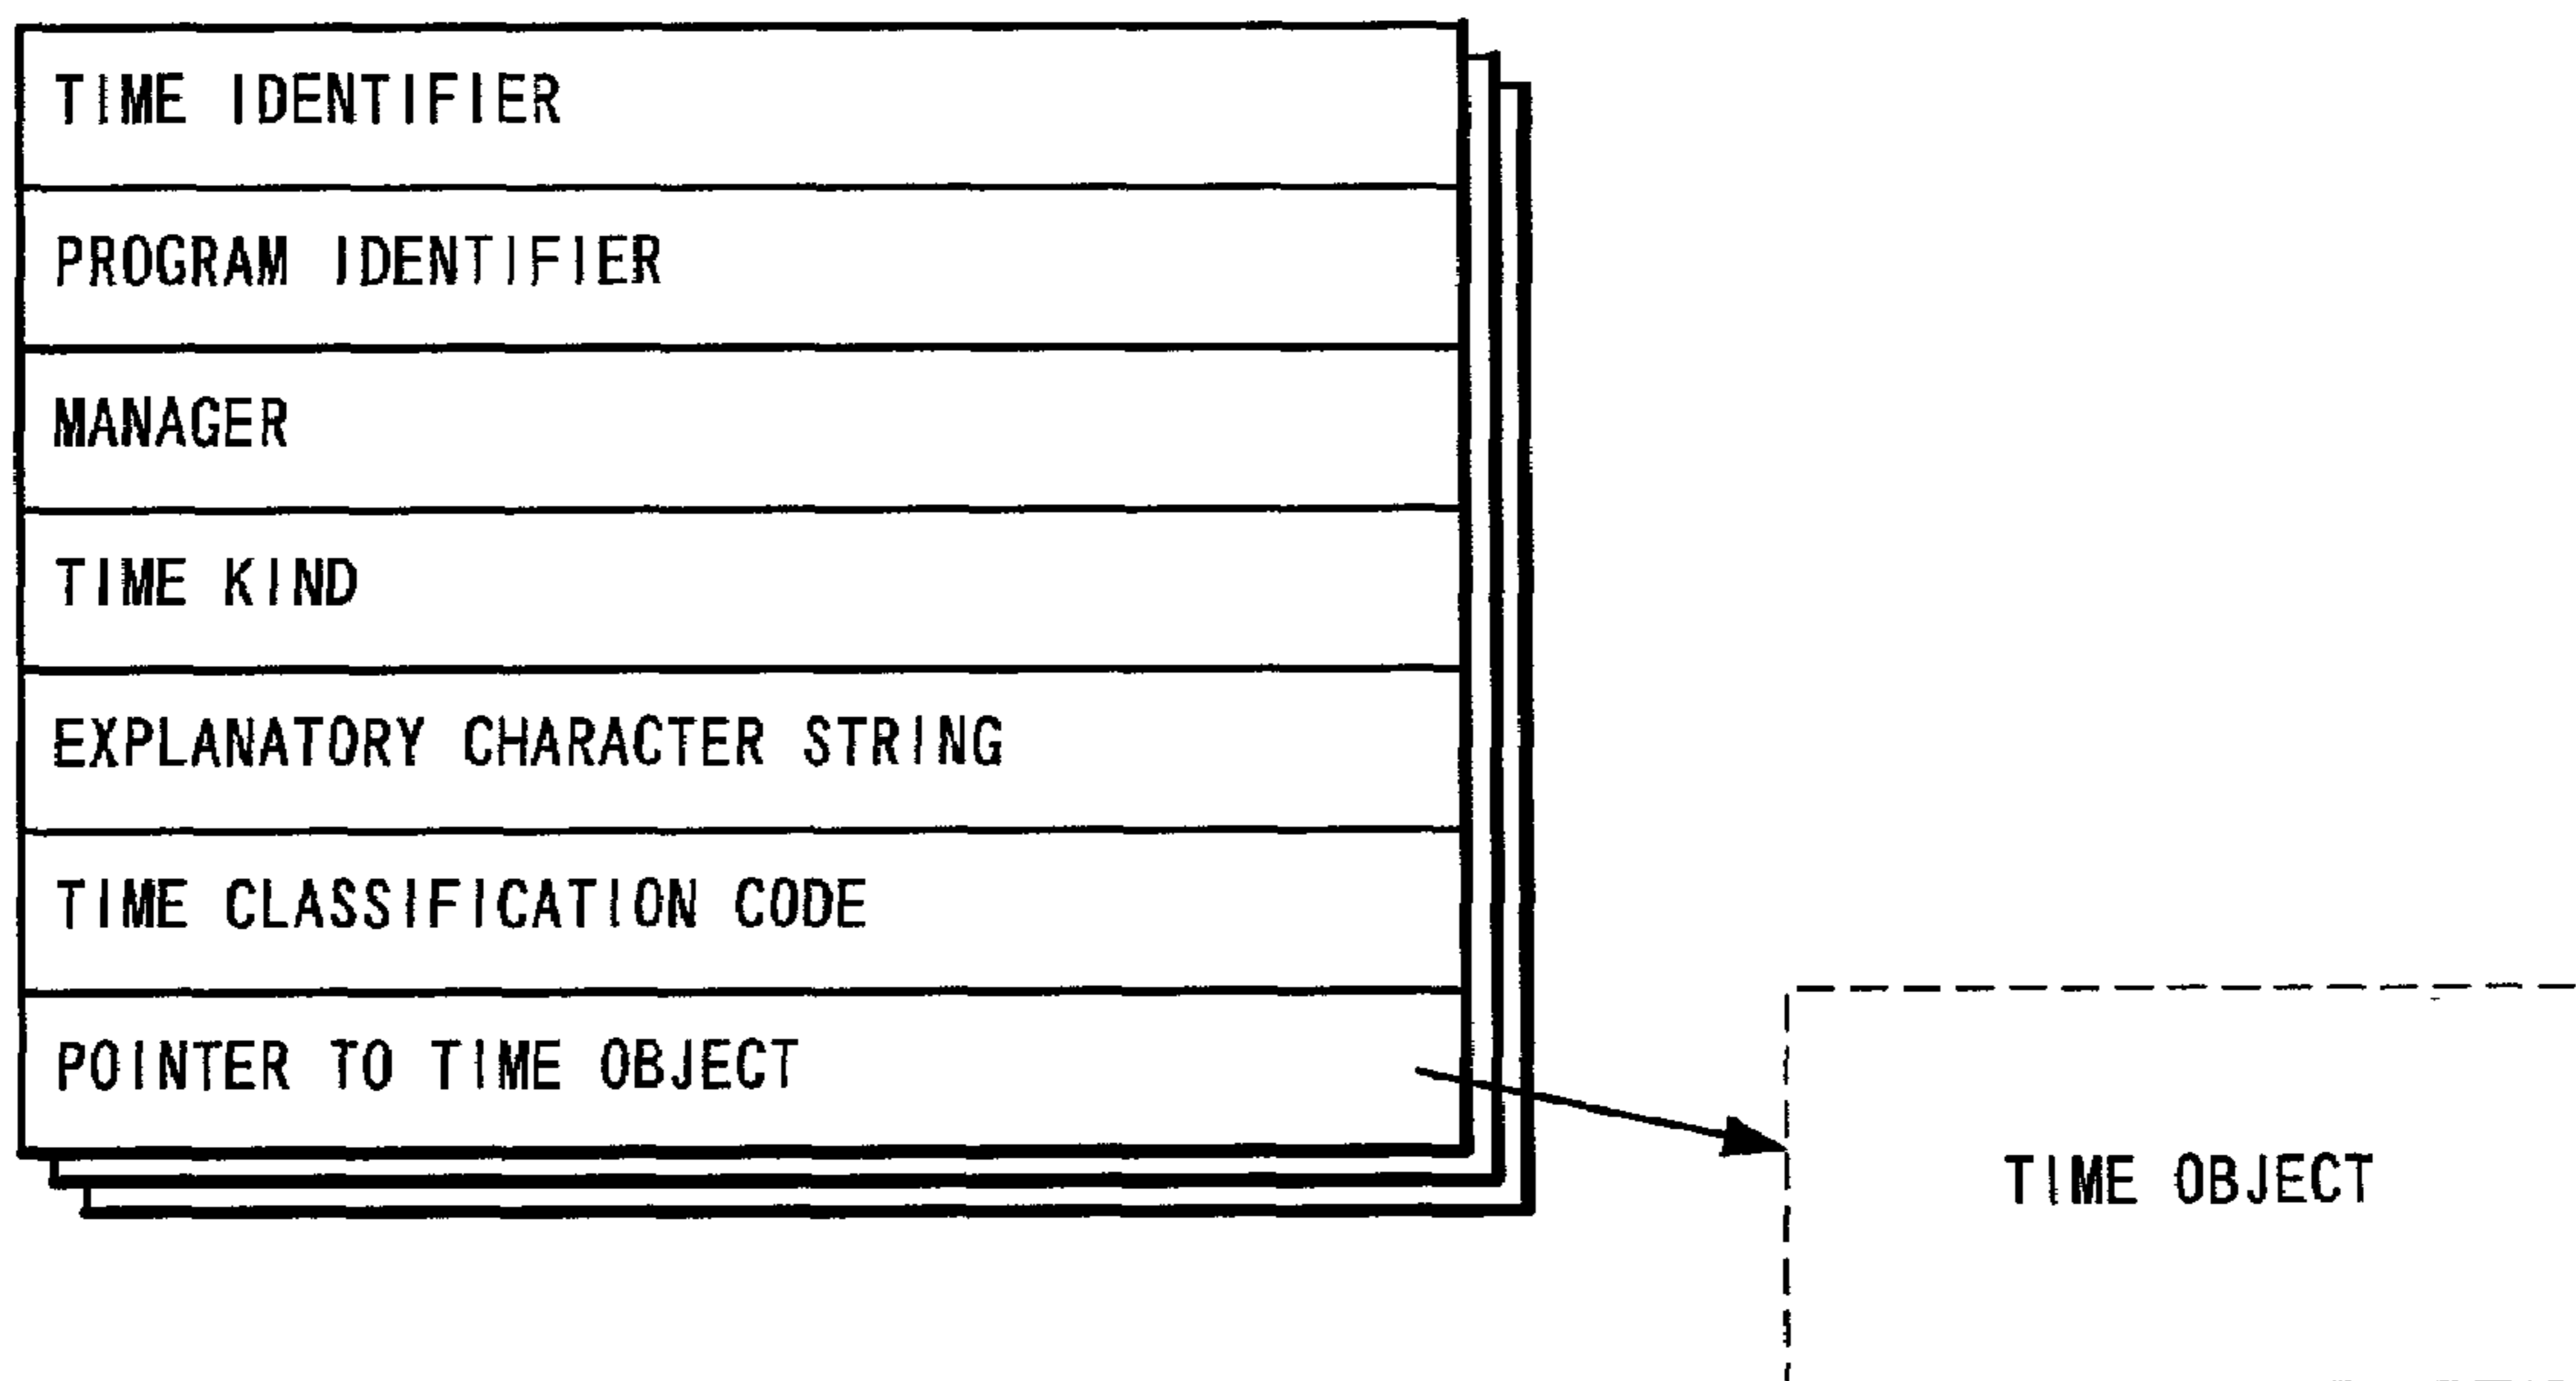 TIME IDENTIFIER
PROGRAM IDENTIFIER
MANAGER
TIME KIND
EXPLANATORY CHARACTER STRING
TIME CLASSIFICATION CODE
POINTER TO TIME OBJECT
TIME OBJECT